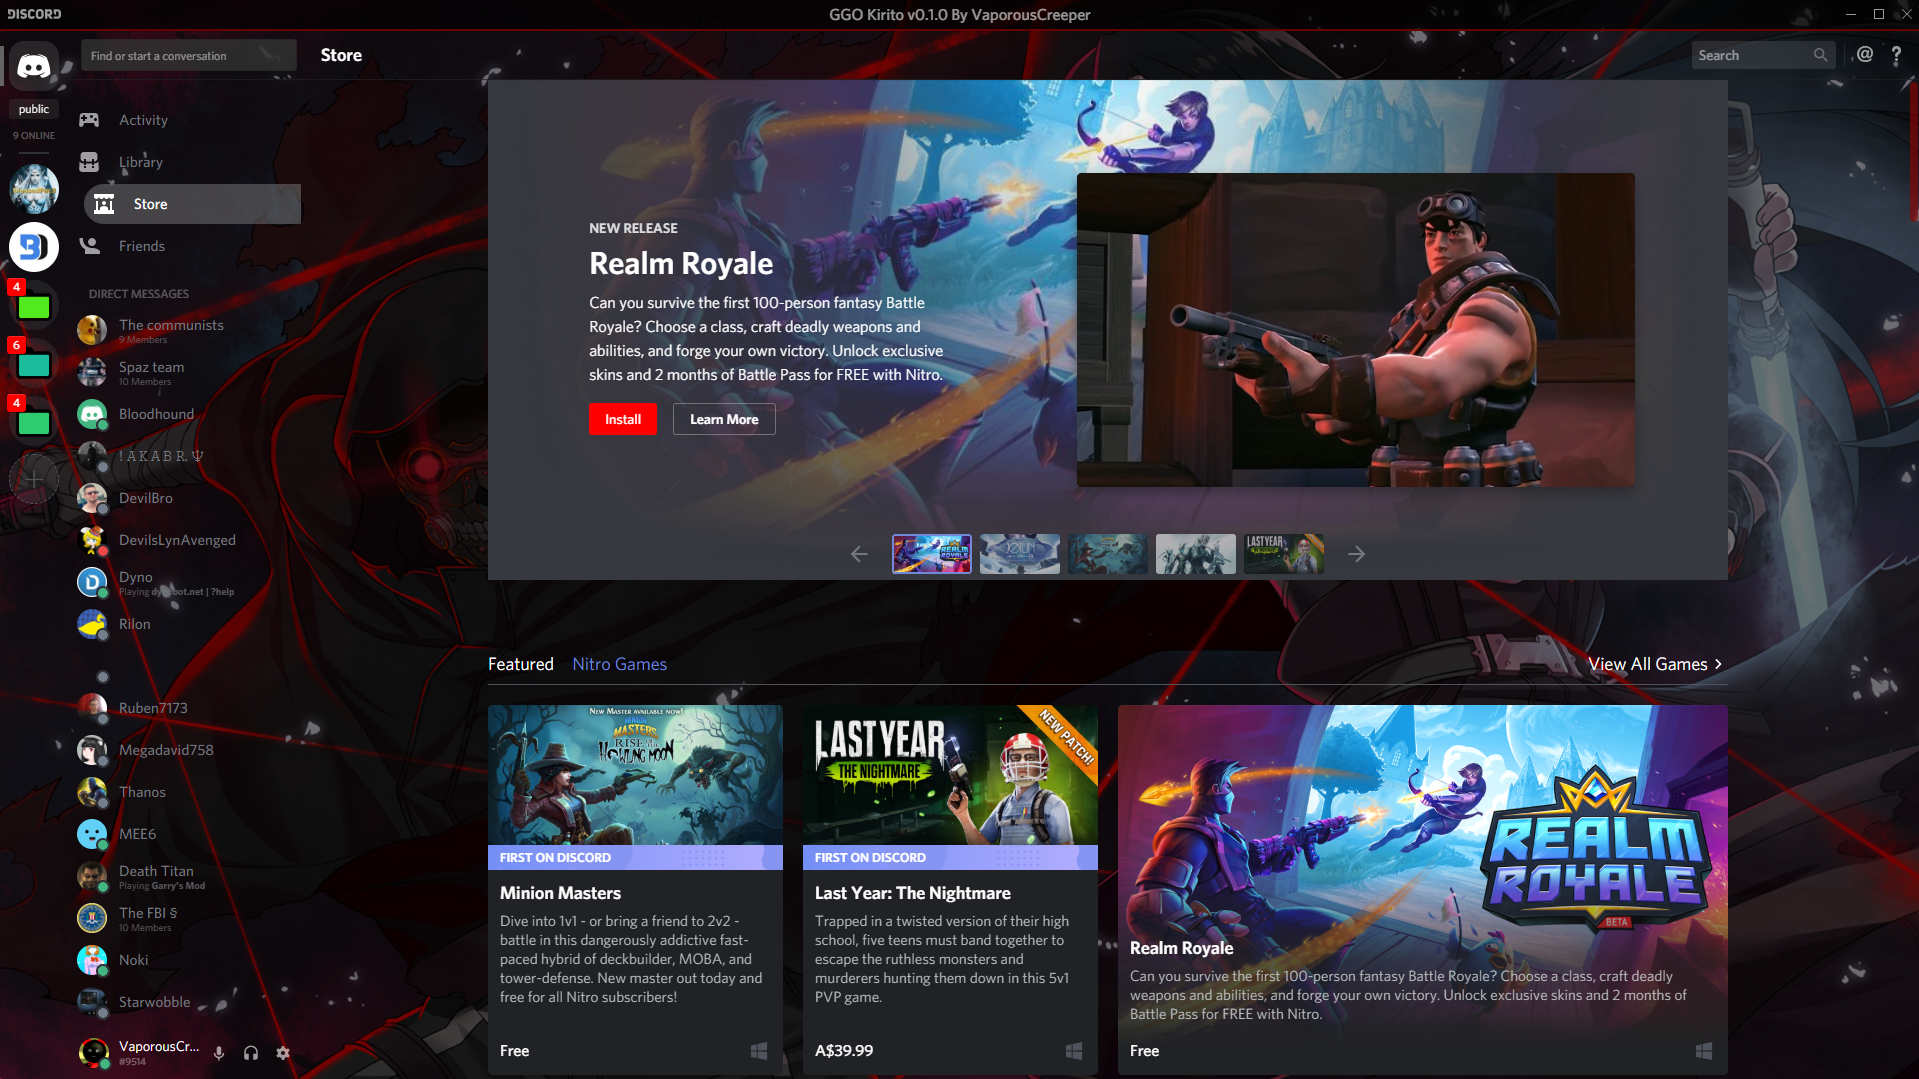 DISCORD
GGO Kirito v0.1.0 By VaporousCreeper
Find or start a conversation
Store
Search
public
9 ONLINE
Activity
Library
Store
Friends
DIRECT MESSAGES
4
6
4
The communists
9 Members
Spaz team
10 Members
Bloodhound
! A K A B R. Ψ
DevilBro
DevilsLynAvenged
Dyno
Playing dynobot.net | ?help
Rilon
Ruben7173
Megadavid758
Thanos
MEE6
Death Titan
Playing Garry's Mod
The FBI §
10 Members
Noki
Starwobble
VaporousCr...
#9514
NEW RELEASE
Realm Royale
Can you survive the first 100-person fantasy Battle
Royale? Choose a class, craft deadly weapons and
abilities, and forge your own victory. Unlock exclusive
skins and 2 months of Battle Pass for FREE with Nitro.
Install
Learn More
REALM
ROYALE
JOTUN
LAST YEAR
Featured
Nitro Games
View All Games
NEW MASTER AVAILABLE NOW!
MINION
MASTERS
RISE OF THE
HOWLING MOON
FIRST ON DISCORD
Minion Masters
Dive into 1v1 - or bring a friend to 2v2 -
battle in this dangerously addictive fast-
paced hybrid of deckbuilder, MOBA, and
tower-defense. New master out today and
free for all Nitro subscribers!
Free
LAST YEAR
THE NIGHTMARE
NEW PATCH!
FIRST ON DISCORD
Last Year: The Nightmare
Trapped in a twisted version of their high
school, five teens must band together to
escape the ruthless monsters and
murderers hunting them down in this 5v1
PVP game.
A$39.99
REALM
ROYALE
BETA
Realm Royale
Can you survive the first 100-person fantasy Battle Royale? Choose a class, craft deadly
weapons and abilities, and forge your own victory. Unlock exclusive skins and 2 months of
Battle Pass for FREE with Nitro.
Free